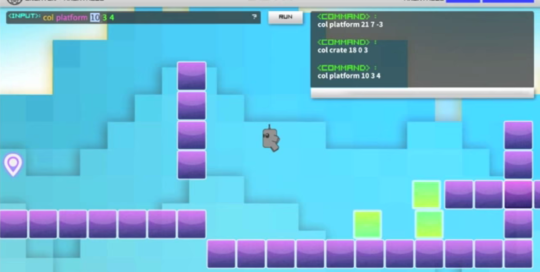 <INPUT> : col platform 10 3 4
RUN
<COMMAND> :
col platform 21 7 -3
<COMMAND> :
col crate 18 0 3
<COMMAND> :
col platform 10 3 4